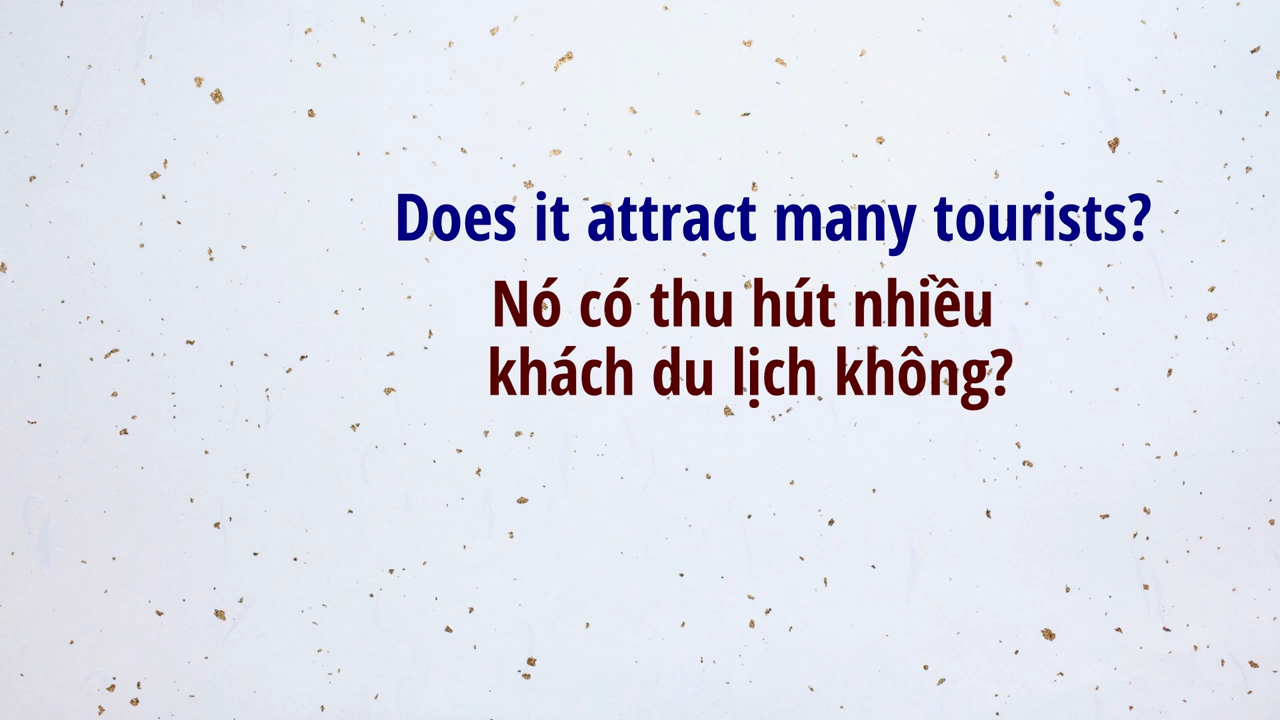 Does it attract many tourists?
Nó có thu hút nhiều
khách du lịch không?